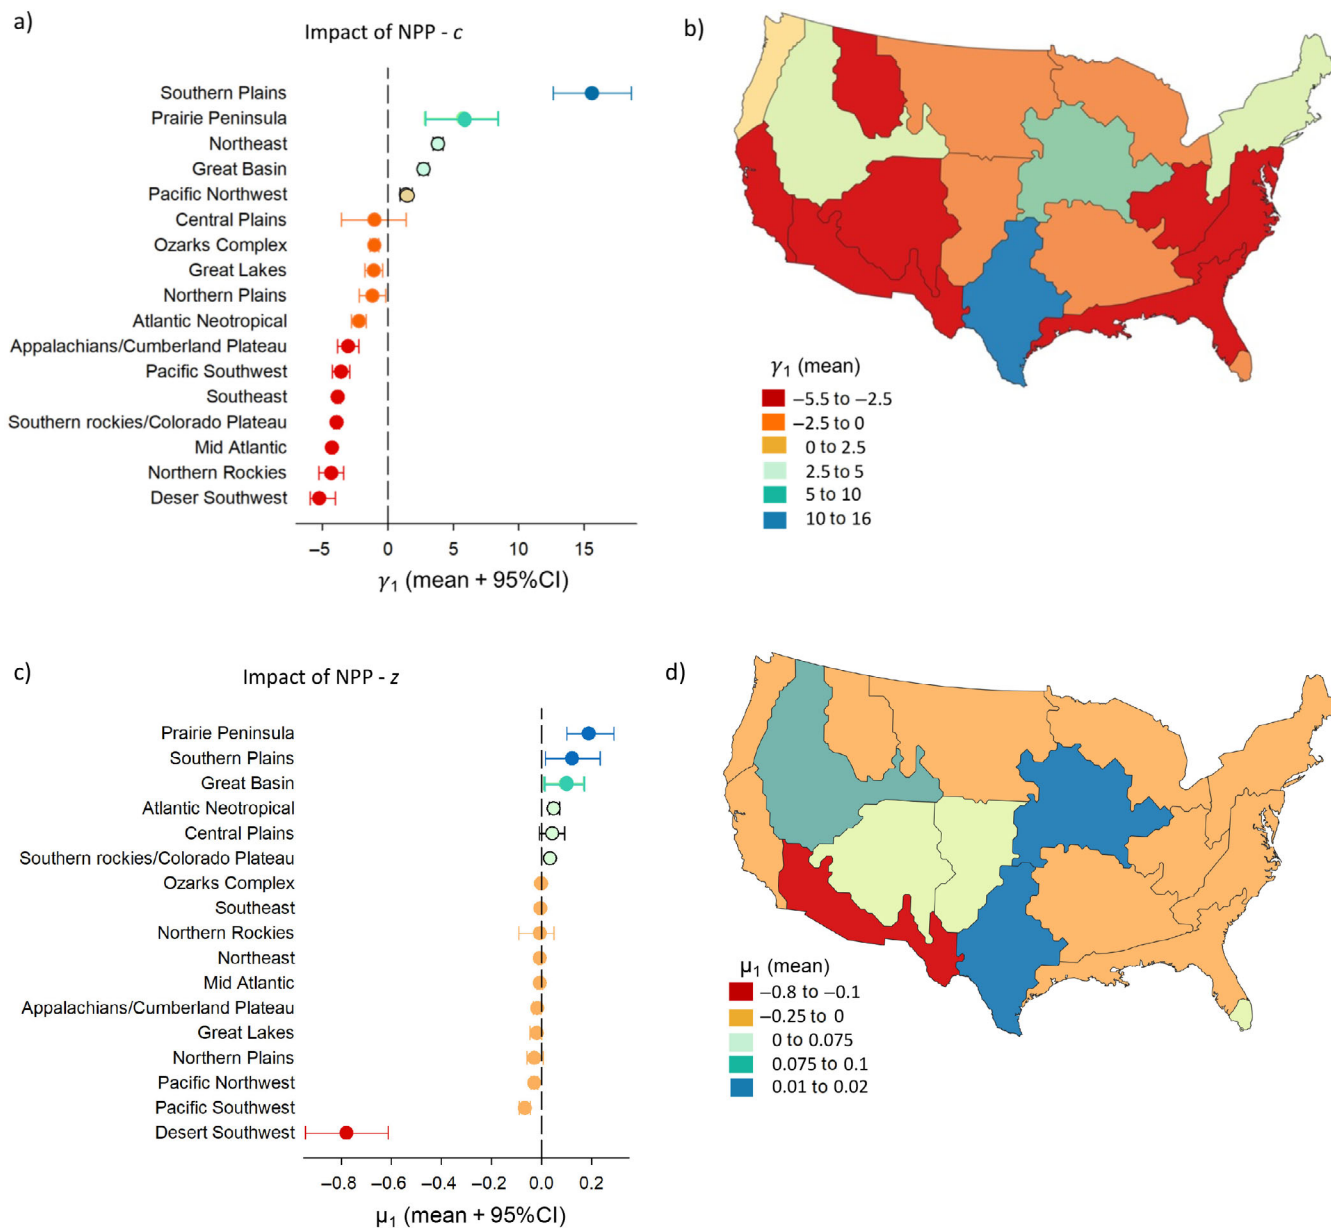 a)
Impact of NPP - c
Southern Plains
Prairie Peninsula
Northeast
Great Basin
Pacific Northwest
Central Plains
Ozarks Complex
Great Lakes
Northern Plains
Atlantic Neotropical
Appalachians/Cumberland Plateau
Pacific Southwest
Southeast
Southern rockies/Colorado Plateau
Mid Atlantic
Northern Rockies
Deser Southwest
−5 0 5 10 15
γ1 (mean + 95%CI)
b)
γ1 (mean)
−5.5 to −2.5
−2.5 to 0
0 to 2.5
2.5 to 5
5 to 10
10 to 16
c)
Impact of NPP - z
Prairie Peninsula
Southern Plains
Great Basin
Atlantic Neotropical
Central Plains
Southern rockies/Colorado Plateau
Ozarks Complex
Southeast
Northern Rockies
Northeast
Mid Atlantic
Appalachians/Cumberland Plateau
Great Lakes
Northern Plains
Pacific Northwest
Pacific Southwest
Desert Southwest
−0.8 −0.6 −0.4 −0.2 0.0 0.2
μ1 (mean + 95%CI)
d)
μ1 (mean)
−0.8 to −0.1
−0.25 to 0
0 to 0.075
0.075 to 0.1
0.01 to 0.02